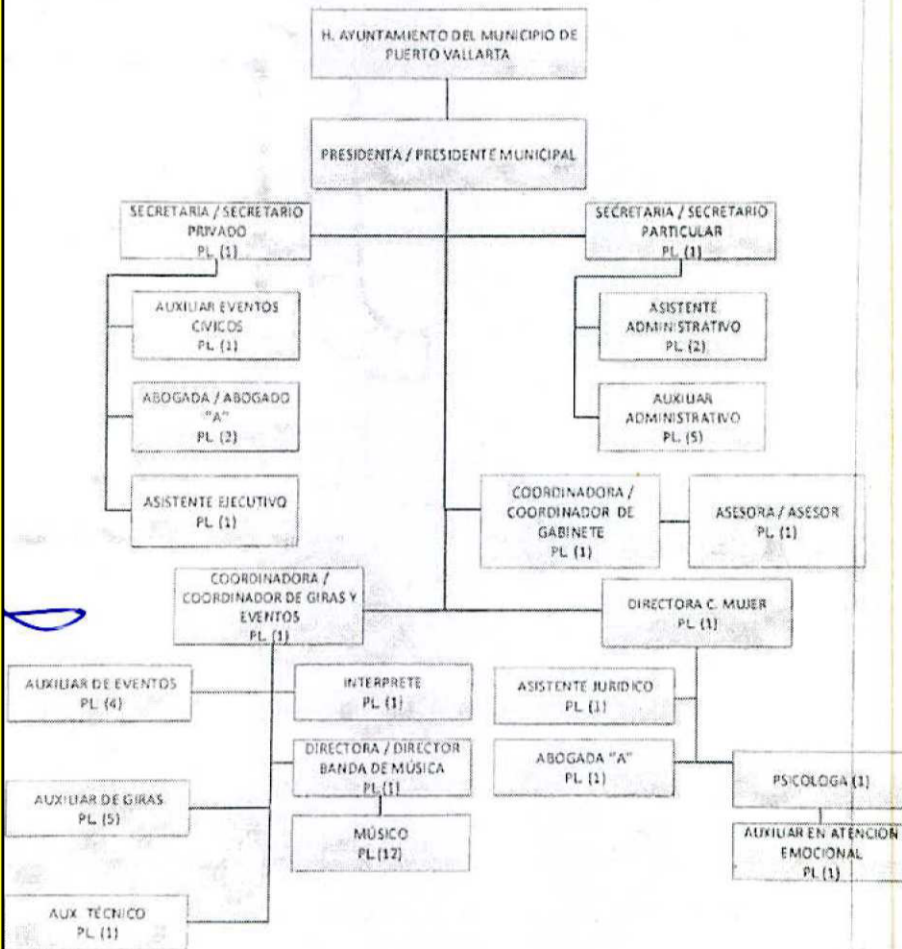 H. AYUNTAMIENTO DEL MUNICIPIO DE
PUERTO VALLARTA
PRESIDENTA / PRESIDENTE MUNICIPAL
SECRETARIA / SECRETARIO
PRIVADO
PL. (1)
SECRETARIA / SECRETARIO
PARTICULAR
PL. (1)
AUXILIAR EVENTOS
CIVICOS
PL. (1)
ASISTENTE
ADMINISTRATIVO
PL. (2)
ABOGADA / ABOGADO
"A"
PL. (2)
AUXILIAR
ADMINISTRATIVO
PL. (5)
ASISTENTE EJECUTIVO
PL. (1)
COORDINADORA /
COORDINADOR DE
GABINETE
PL. (1)
ASESORA / ASESOR
PL. (1)
COORDINADORA /
COORDINADOR DE GIRAS Y
EVENTOS
PL. (1)
DIRECTORA C. MUJER
PL. (1)
AUXILIAR DE EVENTOS
PL. (4)
INTERPRETE
PL. (1)
ASISTENTE JURIDICO
PL. (1)
DIRECTORA / DIRECTOR
BANDA DE MÚSICA
PL. (1)
ABOGADA "A"
PL. (1)
PSICOLOGA (1)
AUXILIAR DE GIRAS
PL. (5)
MÚSICO
PL. (12)
AUXILIAR EN ATENCIÓN
EMOCIONAL
PL. (1)
AUX. TÉCNICO
PL. (1)